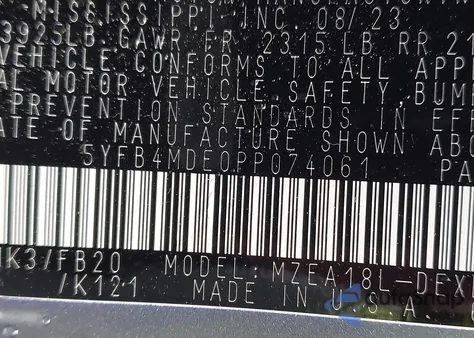 MISSISSIPPI, INC 08/23
3925LB GAWR FR 2315 LB RR 21
VEHICLE CONFORMS TO ALL APP
AL MOTOR VEHICLE SAFETY, BUM
PREVENTION STANDARDS IN EF
ATE OF MANUFACTURE SHOWN ABO
5YFB4MDE0PP074061 PA
K3/FB20 MODEL: MZEA18L-DEX
/K121 MADE IN U.S.A.